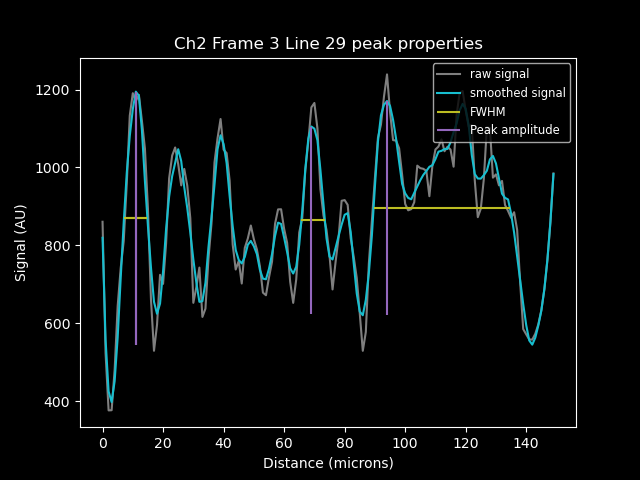 Ch2 Frame 3 Line 29 peak properties
raw signal
smoothed signal
FWHM
Peak amplitude
Signal (AU)
1200
1000
800
600
400
0 20 40 60 80 100 120 140
Distance (microns)